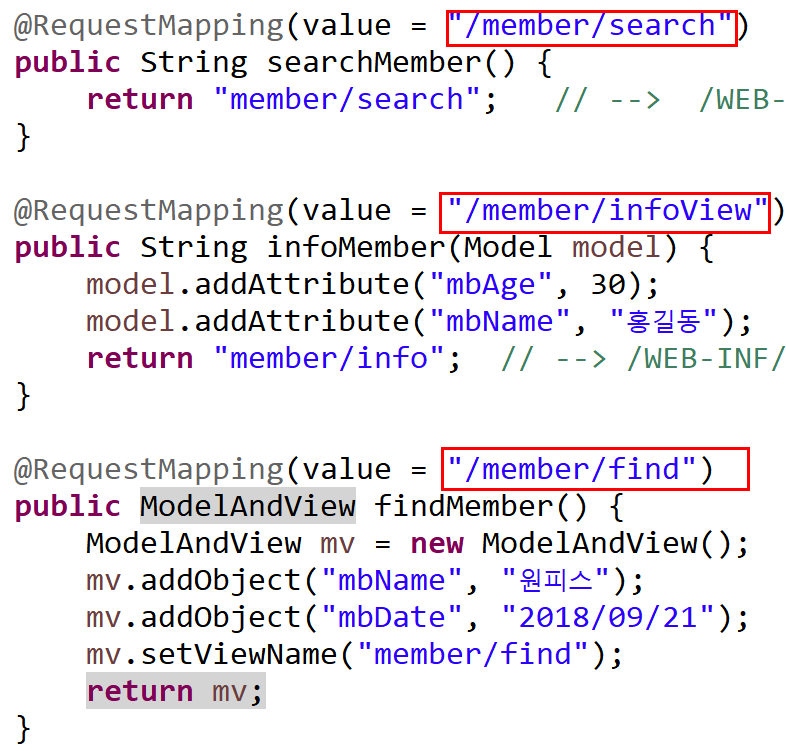 @RequestMapping(value = "/member/search")
public String searchMember() {
return "member/search"; // --> /WEB-
}
@RequestMapping(value = "/member/infoView")
public String infoMember(Model model) {
model.addAttribute("mbAge", 30);
model.addAttribute("mbName", "홍길동");
return "member/info"; // --> /WEB-INF/
}
@RequestMapping(value = "/member/find")
public ModelAndView findMember() {
ModelAndView mv = new ModelAndView();
mv.addObject("mbName", "원피스");
mv.addObject("mbDate", "2018/09/21");
mv.setViewName("member/find");
return mv;
}